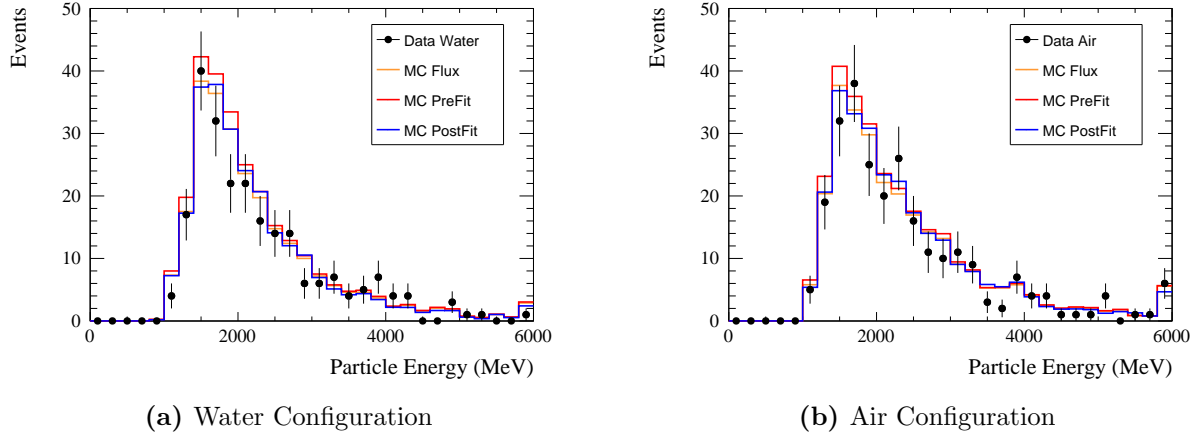 Events
50
40
30
20
10
0
0 2000 4000 6000
Particle Energy (MeV)
Data Water
MC Flux
MC PreFit
MC PostFit
(a) Water Configuration
Events
50
40
30
20
10
0
0 2000 4000 6000
Particle Energy (MeV)
Data Air
MC Flux
MC PreFit
MC PostFit
(b) Air Configuration